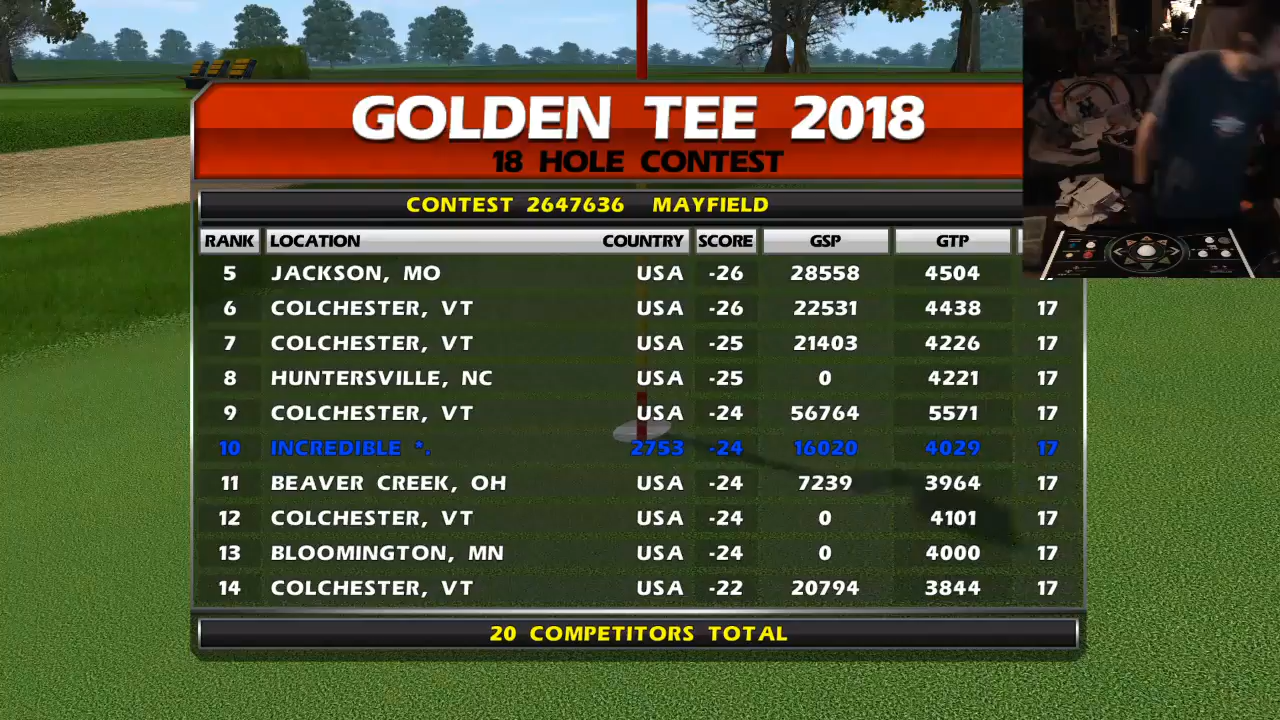 GOLDEN TEE 2018
18 HOLE CONTEST
CONTEST 2647636 MAYFIELD
RANK LOCATION COUNTRY SCORE GSP GTP
5 JACKSON, MO USA -26 28558 4504
6 COLCHESTER, VT USA -26 22531 4438 17
7 COLCHESTER, VT USA -25 21403 4226 17
8 HUNTERSVILLE, NC USA -25 0 4221 17
9 COLCHESTER, VT USA -24 56764 5571 17
10 INCREDIBLE *. 2753 -24 16020 4029 17
11 BEAVER CREEK, OH USA -24 7239 3964 17
12 COLCHESTER, VT USA -24 0 4101 17
13 BLOOMINGTON, MN USA -24 0 4000 17
14 COLCHESTER, VT USA -22 20794 3844 17
20 COMPETITORS TOTAL